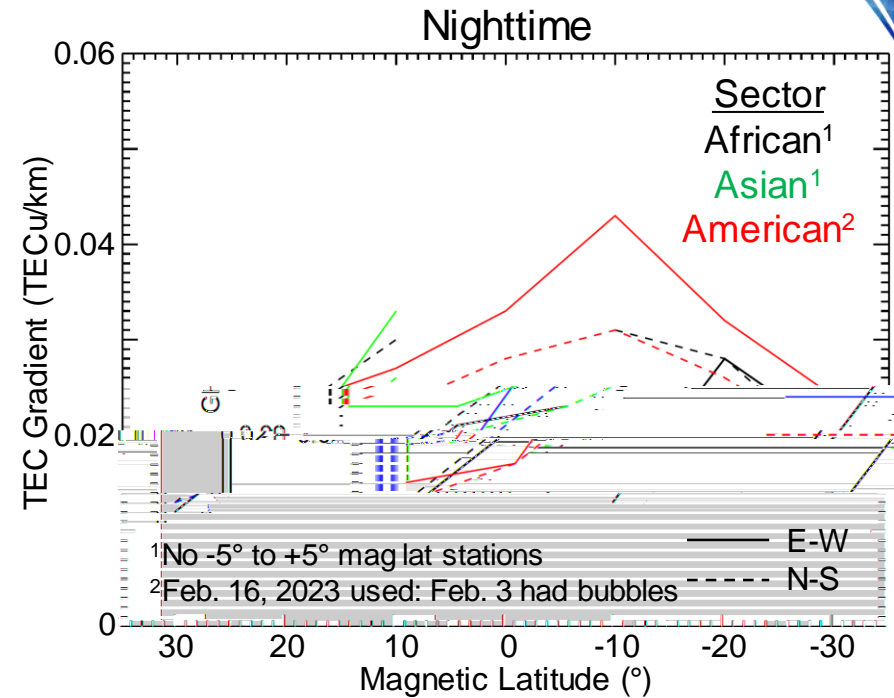 Nighttime
0.06
Sector
African¹
Asian¹
American²
0.04
TEC Gradient (TECu/km)
0.02
¹No -5° to +5° mag lat stations
²Feb. 16, 2023 used: Feb. 3 had bubbles
E-W
N-S
0
30 20 10 0 -10 -20 -30
Magnetic Latitude (°)